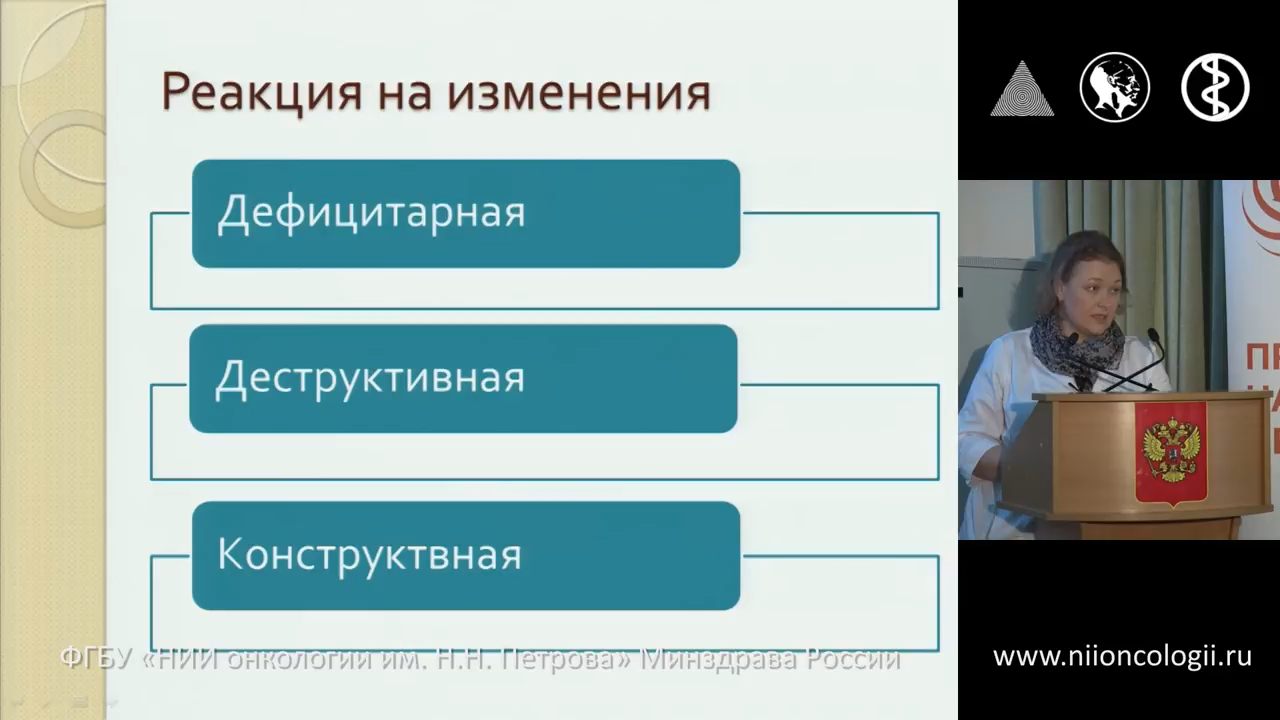 Реакция на изменения
Дефицитарная
Деструктивная
Конструктвная
ФГБУ «НИИ онкологии им. Н.Н. Петрова» Минздрава России
www.niioncologii.ru